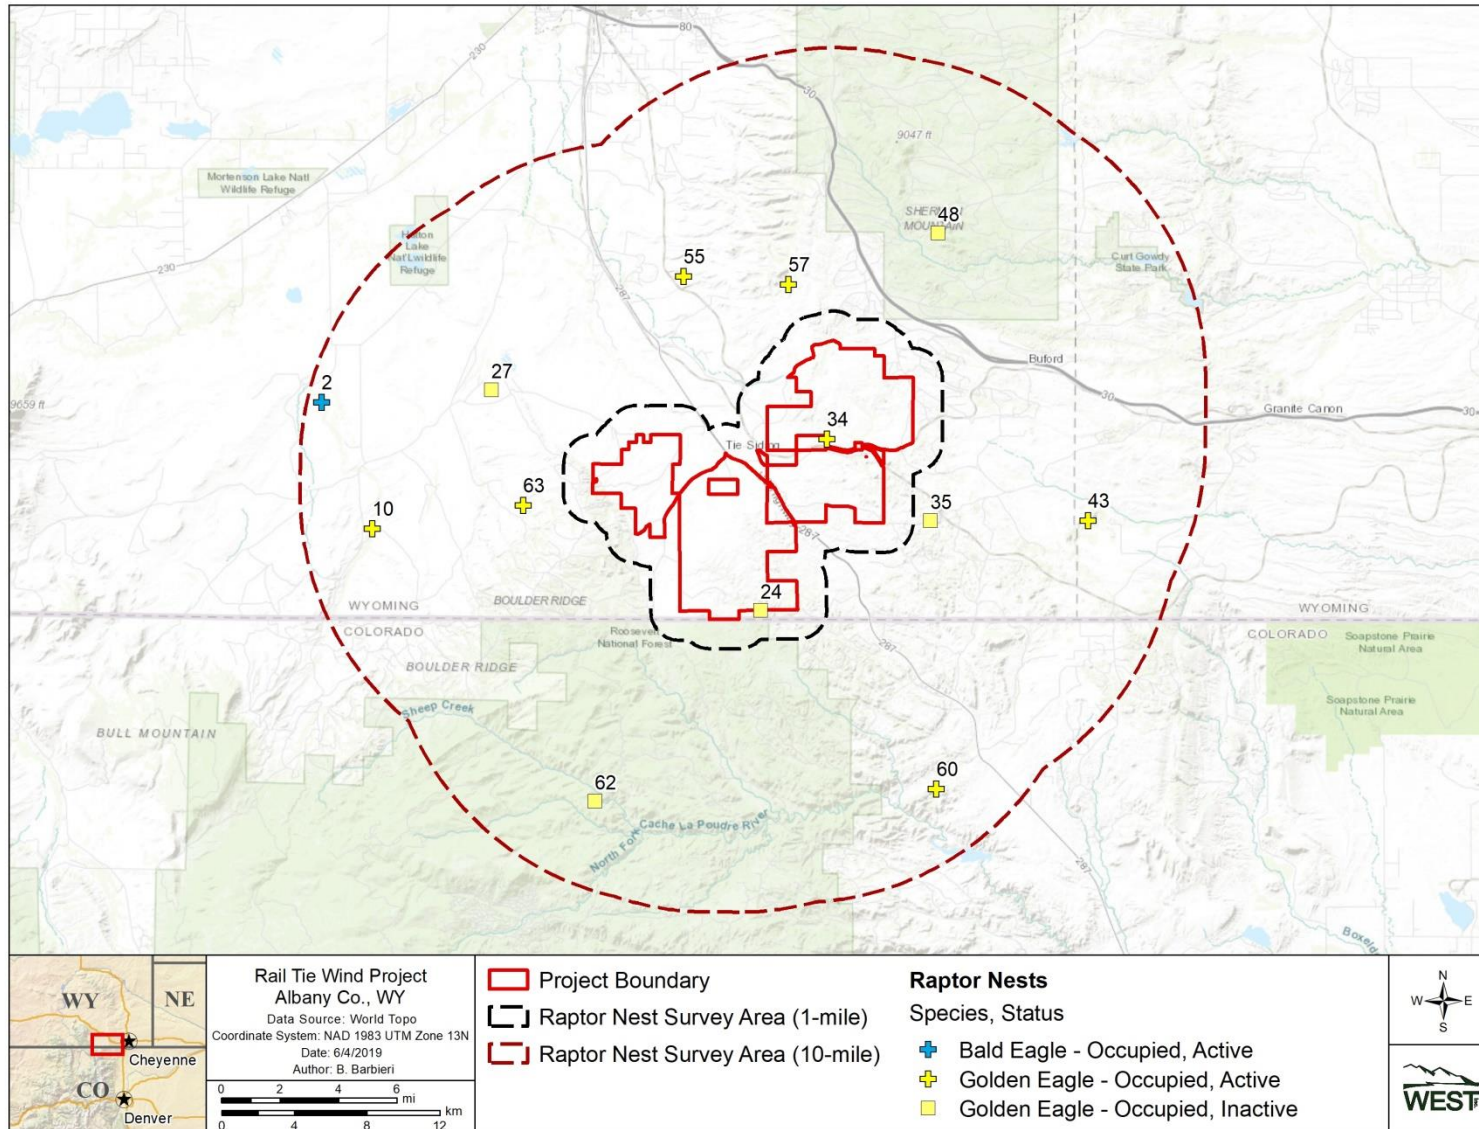 80
230
30
9047 ft
Mortenson Lake Natl
Wildlife Refuge
SHERM
MOUNTAIN
48
Hutton
Lake
Nat'l wildlife
Refuge
Curt Gowdy
State Park
230
55
57
287
Buford
27
2
30
9659 ft
Granite Canon
30
34
Tie Siding
63
10
35
43
287
24
BOULDER RIDGE
WYOMING
COLORADO
WYOMING
COLORADO
Roosevelt
National Forest
Soapstone Prairie
Natural Area
287
BOULDER RIDGE
Soapstone Prairie
Natural Area
Sheep Creek
BULL MOUNTAIN
62
60
Cache La Poudre River
North Fork
287
Boxeld
WY
NE
Cheyenne
CO
Denver
Rail Tie Wind Project
Albany Co., WY
Data Source: World Topo
Coordinate System: NAD 1983 UTM Zone 13N
Date: 6/4/2019
Author: B. Barbieri
0 2 4 6
mi
km
0 4 8 12
Project Boundary
Raptor Nest Survey Area (1-mile)
Raptor Nest Survey Area (10-mile)
Raptor Nests
Species, Status
Bald Eagle - Occupied, Active
Golden Eagle - Occupied, Active
Golden Eagle - Occupied, Inactive
N
W E
S
WEST